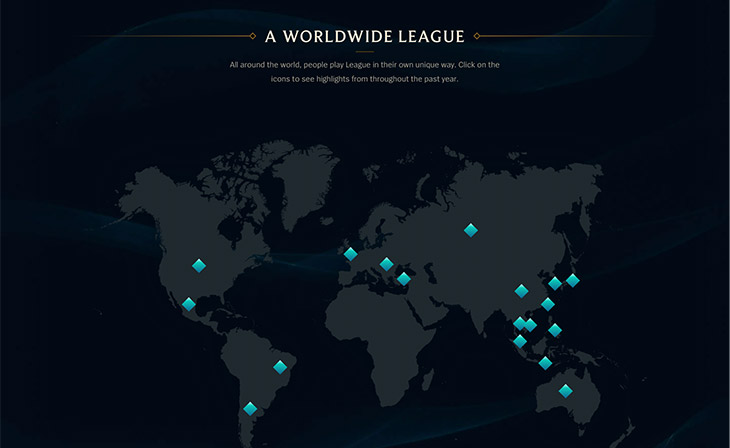 A WORLDWIDE LEAGUE
All around the world, people play League in their own unique way. Click on the
icons to see highlights from throughout the past year.